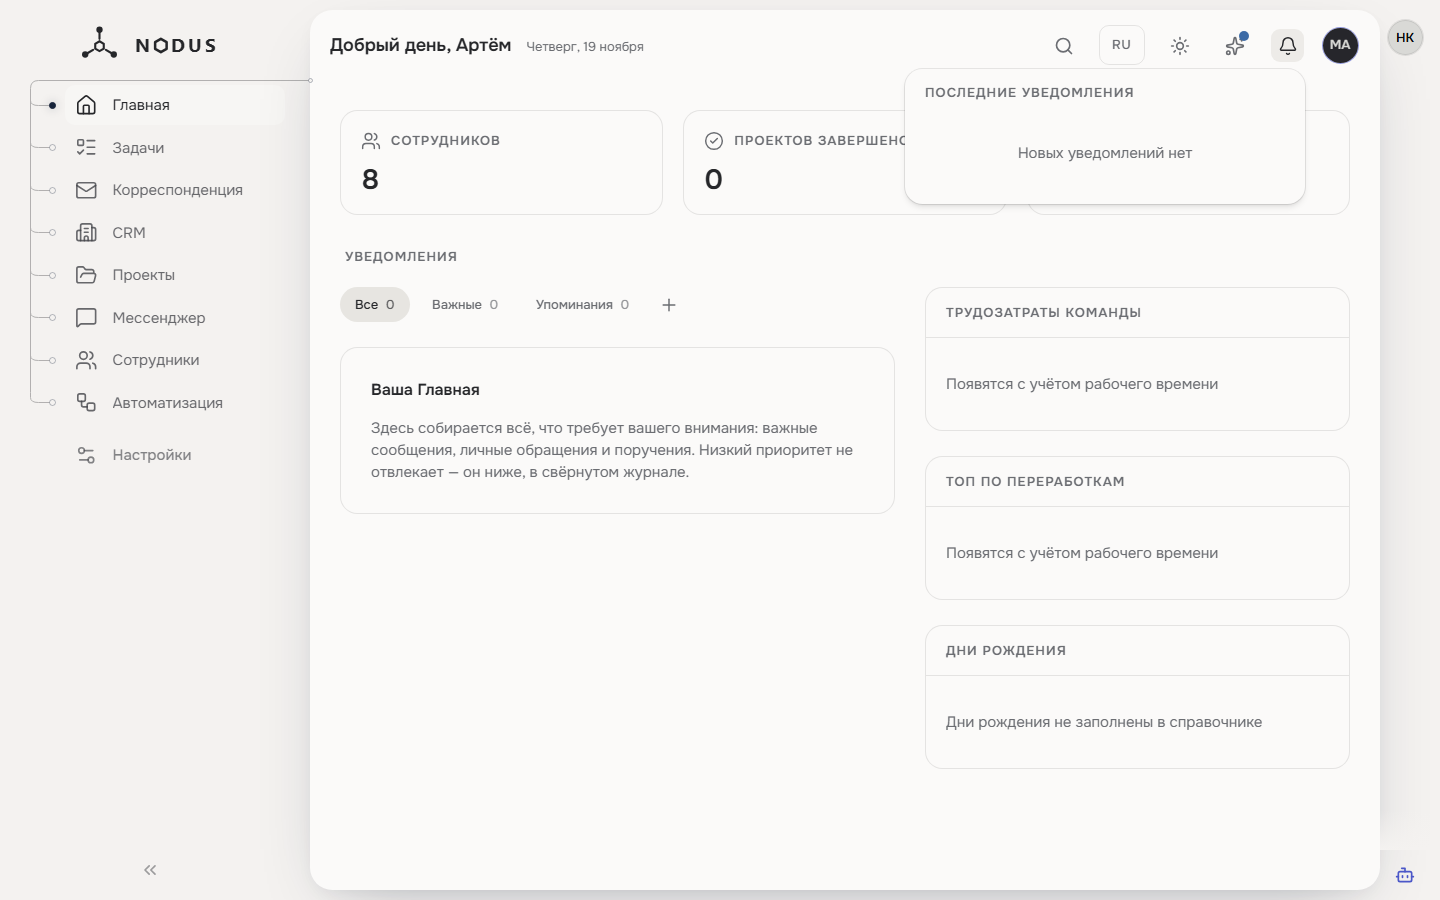 NODUS
Добрый день, Артём
Четверг, 19 ноября
RU
MA
НК
Главная
Задачи
Корреспонденция
CRM
Проекты
Мессенджер
Сотрудники
Автоматизация
Настройки
ПОСЛЕДНИЕ УВЕДОМЛЕНИЯ
Новых уведомлений нет
СОТРУДНИКОВ
8
ПРОЕКТОВ ЗАВЕРШЕНО
0
УВЕДОМЛЕНИЯ
Все 0
Важные 0
Упоминания 0
Ваша Главная
Здесь собирается всё, что требует вашего внимания: важные
сообщения, личные обращения и поручения. Низкий приоритет не
отвлекает — он ниже, в свёрнутом журнале.
ТРУДОЗАТРАТЫ КОМАНДЫ
Появятся с учётом рабочего времени
ТОП ПО ПЕРЕРАБОТКАМ
Появятся с учётом рабочего времени
ДНИ РОЖДЕНИЯ
Дни рождения не заполнены в справочнике